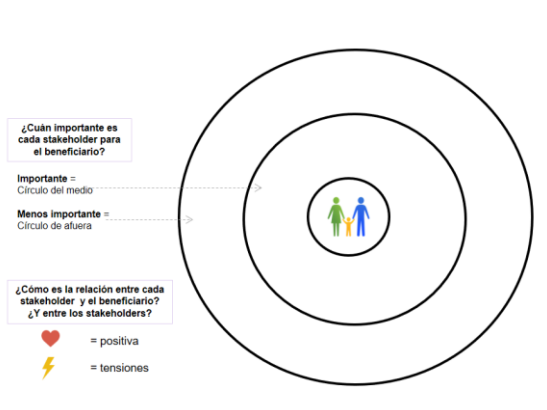 ¿Cuàn importante es
cada stakeholder para
el beneficiario?
Importante =
Círculo del medio
Menos importante =
Círculo de afuera
¿Cómo es la relación entre cada
stakeholder y el beneficiario?
¿Y entre los stakeholders?
= positiva
= tensiones